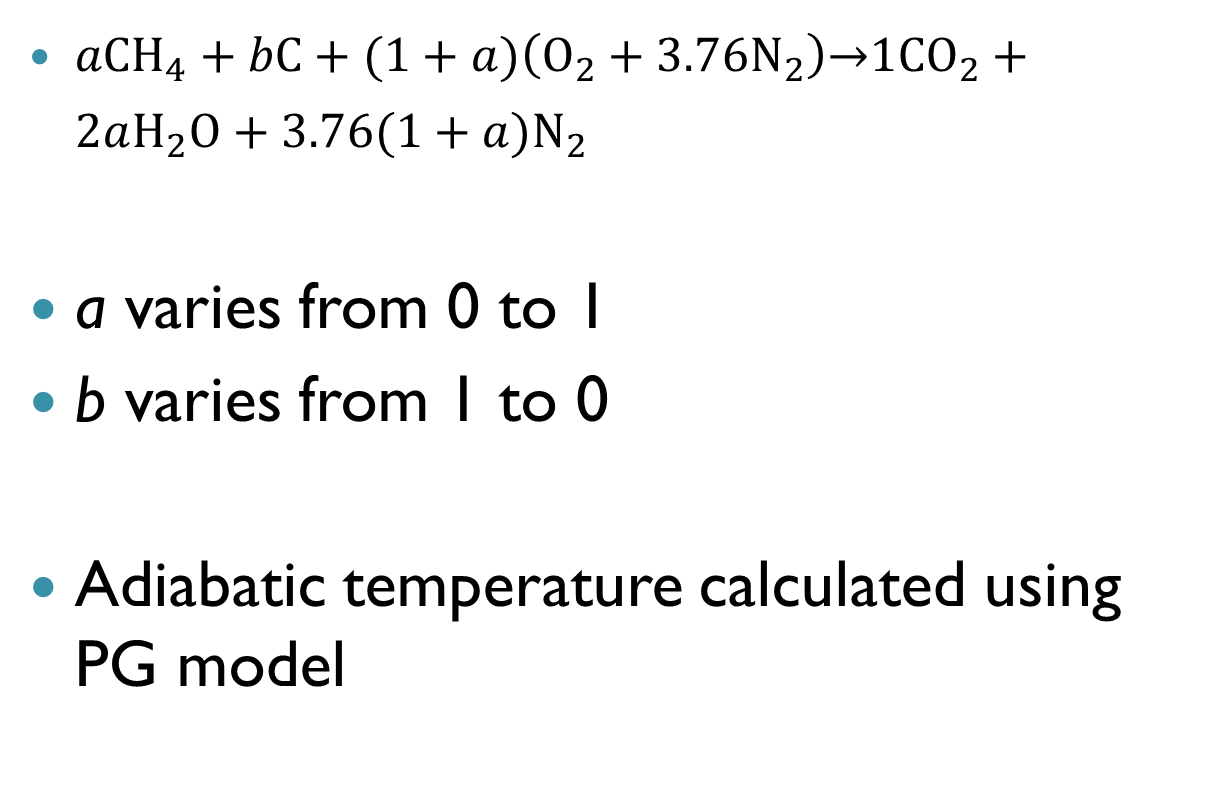 • 𝑎CH₄ + 𝑏C + (1 + 𝑎)(O₂ + 3.76N₂)→1CO₂ +
2𝑎H₂O + 3.76(1 + 𝑎)N₂
• a varies from 0 to 1
• b varies from 1 to 0
• Adiabatic temperature calculated using
PG model